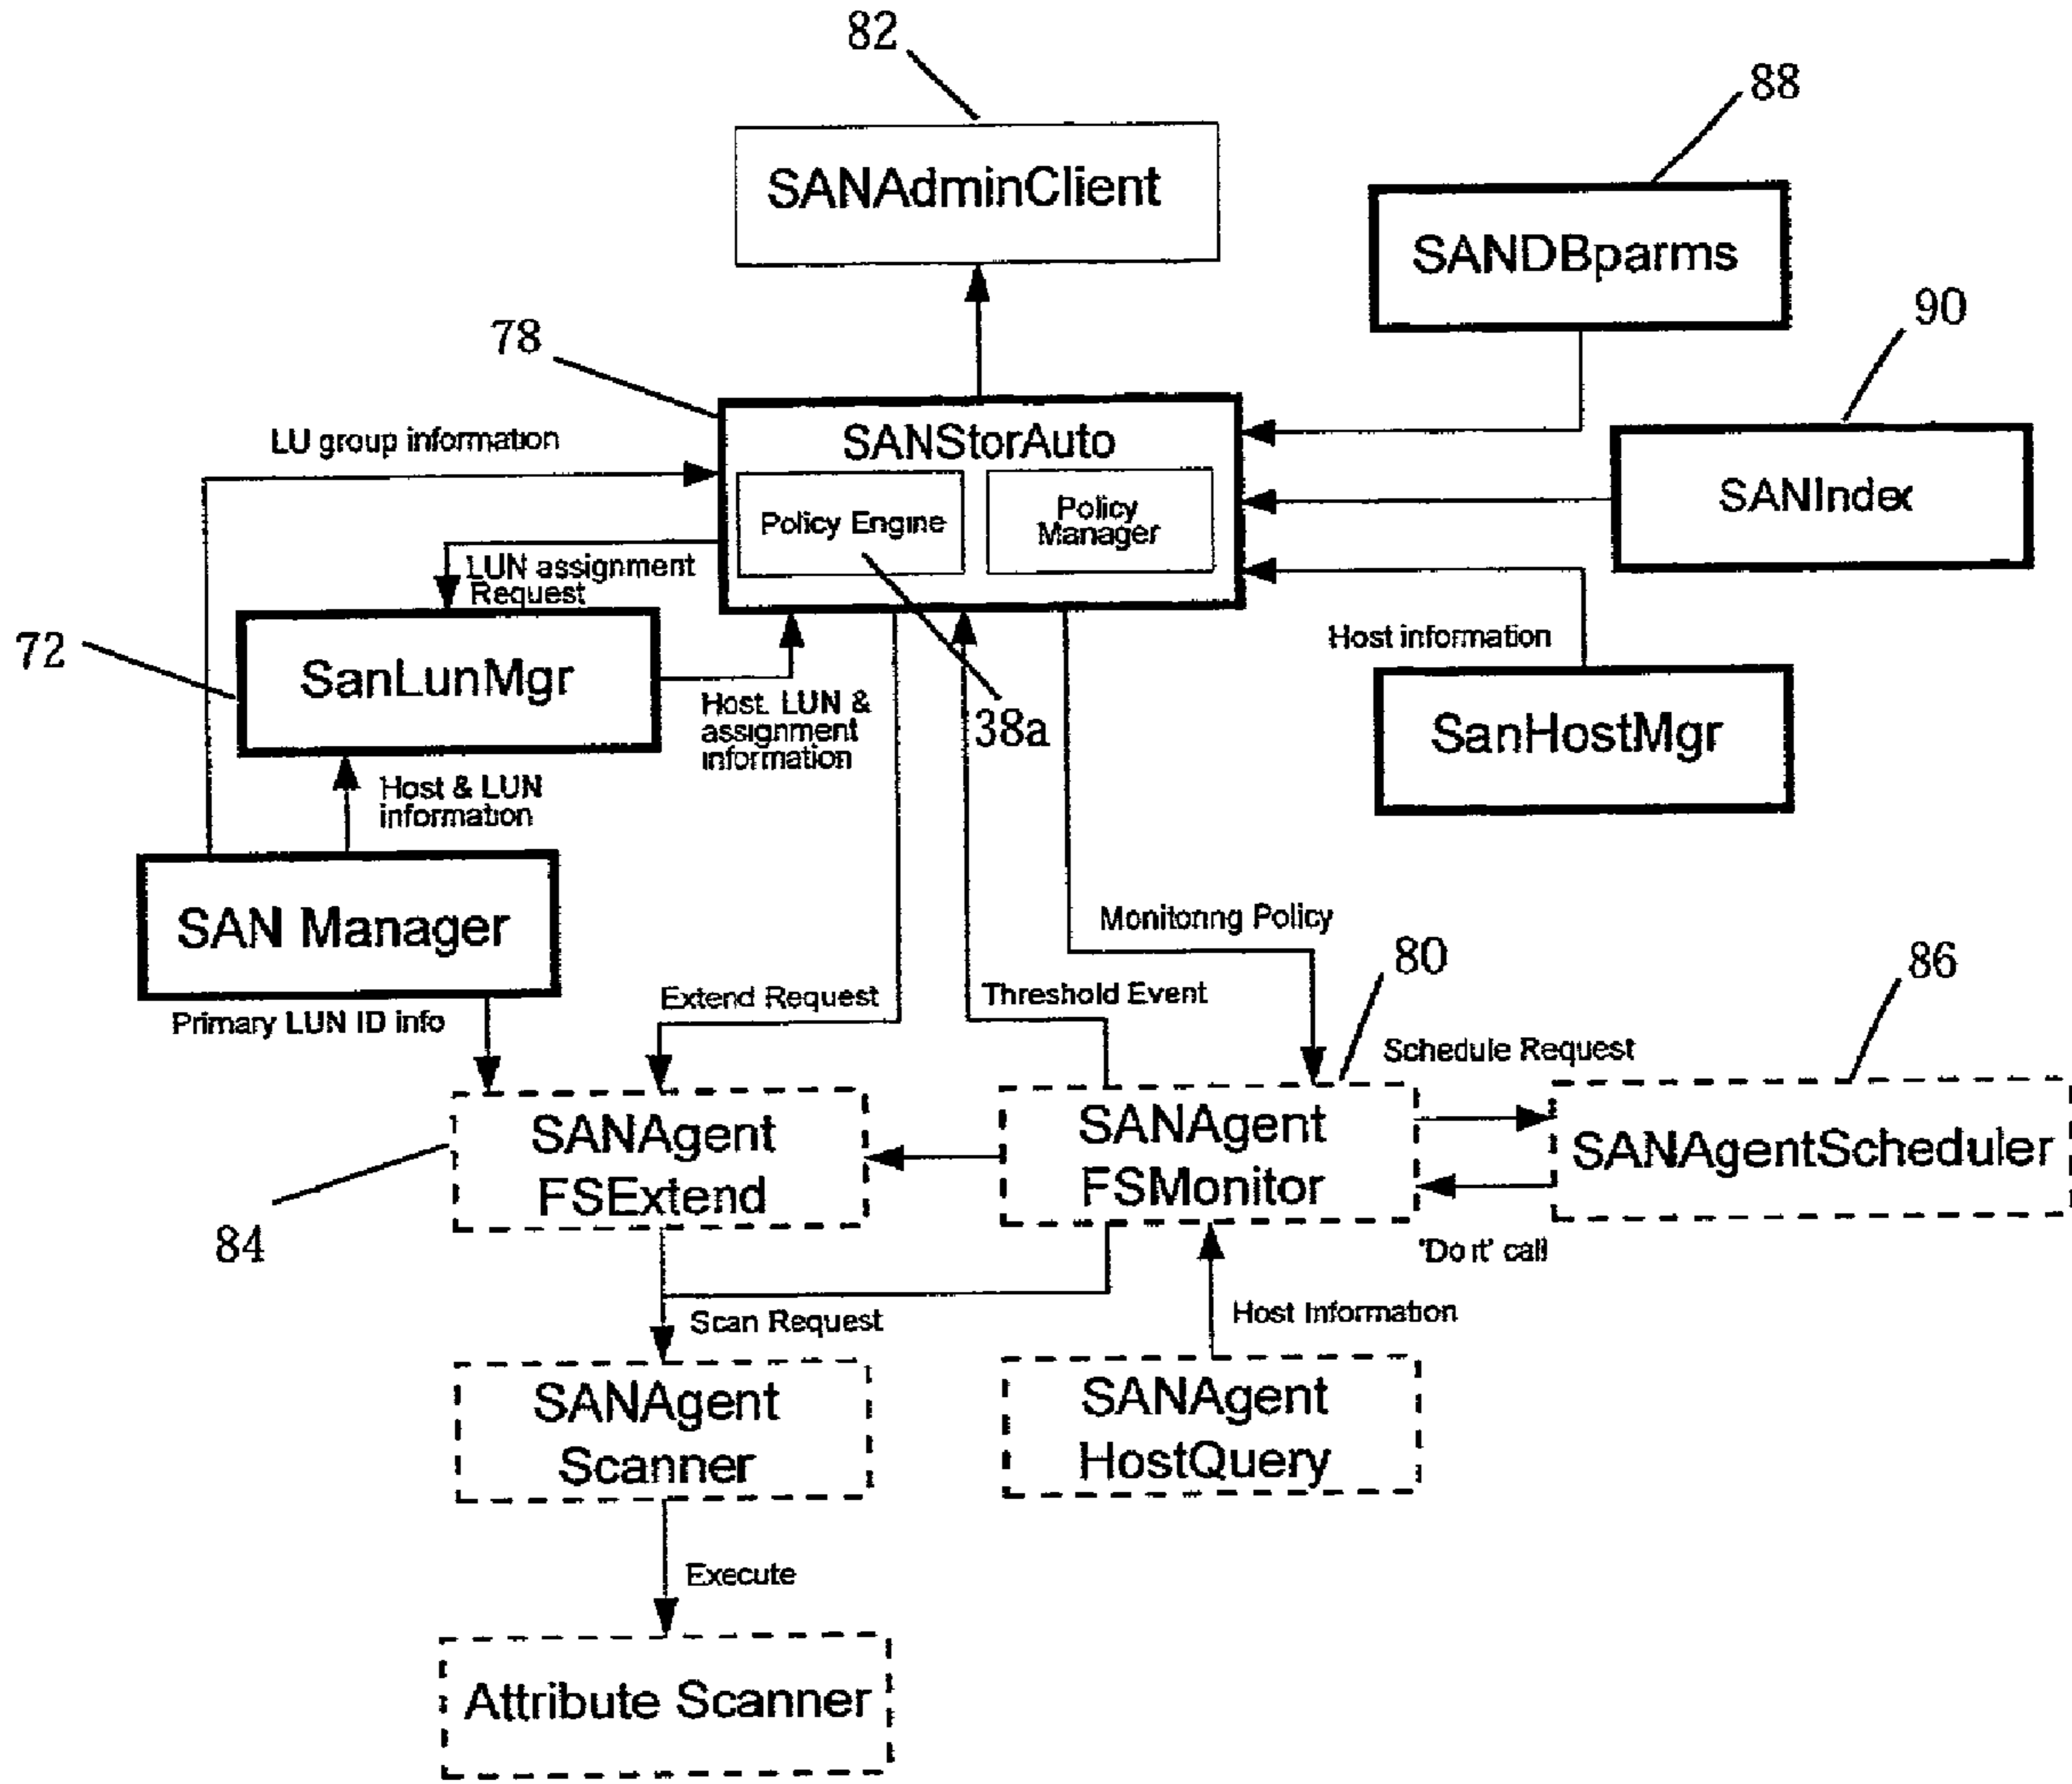 82
88
SANAdminClient
SANDBparms
90
78
LU group information
SANStorAuto
Policy Engine
Policy
Manager
SANIndex
LUN assignment
Request
Host information
72
SanLunMgr
Host. LUN &
assignment
information
38a
SanHostMgr
Host & LUN
information
SAN Manager
Monitonng Policy
80
86
Primary LUN ID info
Extend Request
Threshold Event
Schedule Request
SANAgent
FSExtend
SANAgent
FSMonitor
SANAgentScheduler
84
'Do it' call
Scan Request
Host Information
SANAgent
Scanner
SANAgent
HostQuery
Execute
Attribute Scanner